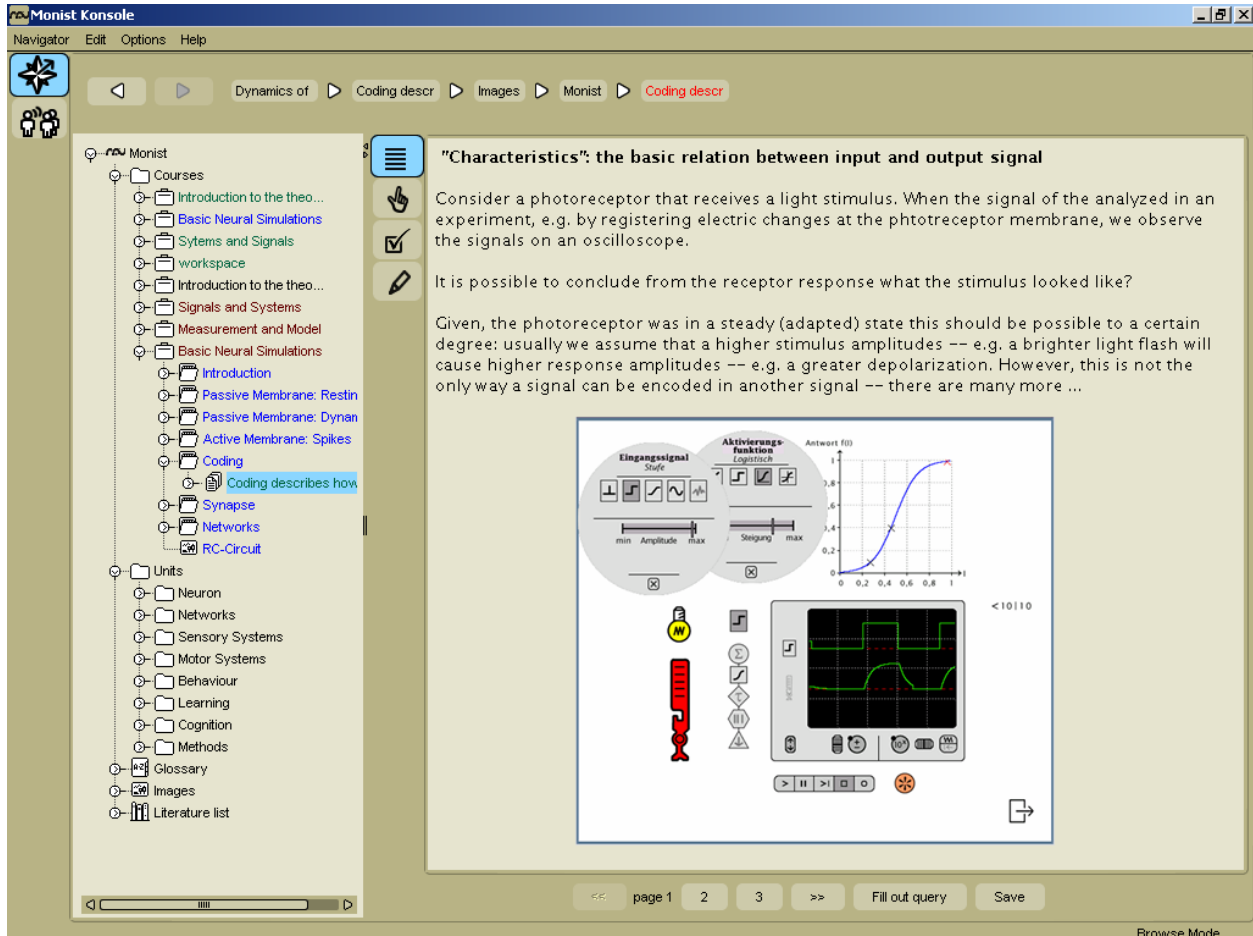 Monist Konsole
Navigator Edit Options Help
Dynamics of Coding descr Images Monist Coding descr
Monist
Courses
Introduction to the theo...
Basic Neural Simulations
Sytems and Signals
workspace
Introduction to the theo...
Signals and Systems
Measurement and Model
Basic Neural Simulations
Introduction
Passive Membrane: Restin
Passive Membrane: Dynan
Active Membrane: Spikes
Coding
Coding describes how
Synapse
Networks
RC-Circuit
Units
Neuron
Networks
Sensory Systems
Motor Systems
Behaviour
Learning
Cognition
Methods
Glossary
Images
Literature list
"Characteristics": the basic relation between input and output signal
Consider a photoreceptor that receives a light stimulus. When the signal of the analyzed in an
experiment, e.g. by registering electric changes at the phtotreceptor membrane, we observe
the signals on an oscilloscope.
It is possible to conclude from the receptor response what the stimulus looked like?
Given, the photoreceptor was in a steady (adapted) state this should be possible to a certain
degree: usually we assume that a higher stimulus amplitudes -- e.g. a brighter light flash will
cause higher response amplitudes -- e.g. a greater depolarization. However, this is not the
only way a signal can be encoded in another signal -- there are many more ...
Eingangssignal
Stufe
min Amplitude max
Aktivierungs-
funktion
Logistisch
Steigung max
Antwort f(I)
1
0,8
0,6
0,4
0,2
0
0 0,2 0,4 0,6 0,8 1 I
<10|10
Σ
τ
MONIST
± 10ˣ
> II >I
<< page 1 2 3 >> Fill out query Save
Browse Mode